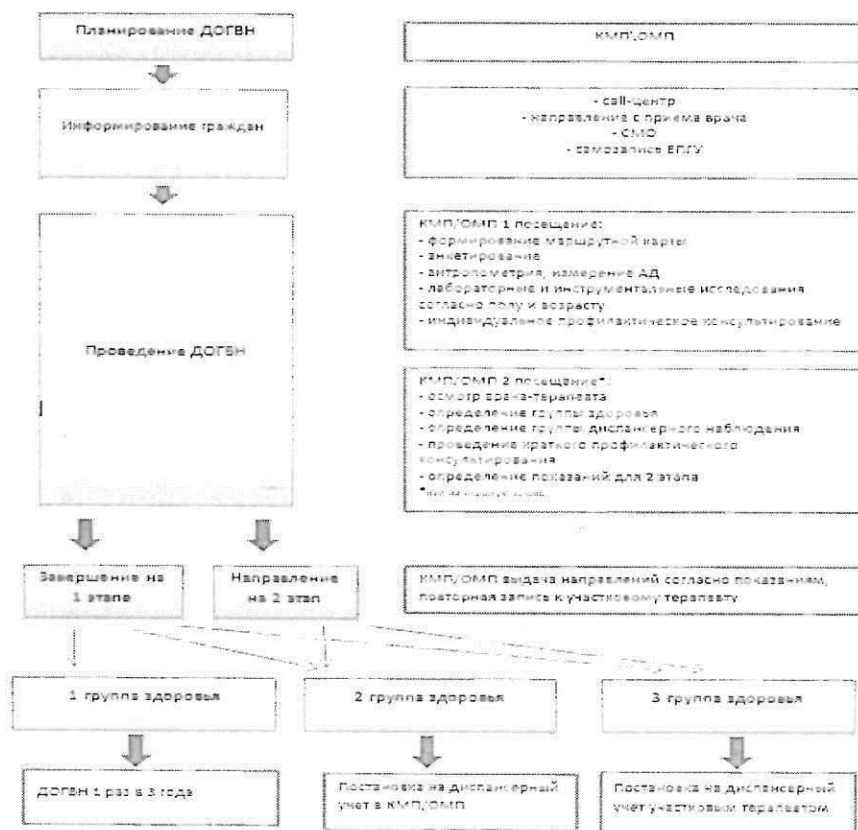 Планирование ДОГВН
КМП\ОМП
Информирование граждан
- call-центр
- направление с приема врача
- СМО
- самозапись ЕПГУ
Проведение ДОГВН
КМП/ОМП 1 посещение:
- формирование маршрутной карты
- анкетирование
- антропометрия, измерение АД
- лабораторные и инструментальные исследования
согласно полу и возрасту
- индивидуальное профилактическое консультирование
КМП/ОМП 2 посещение*:
- осмотр врача-терапевта
- определение группы здоровья
- определение группы диспансерного наблюдения
- проведение краткого профилактического
консультирования
- определение показаний для 2 этапа
Завершение на
1 этапе
Направление
на 2 этап
КМП/ОМП выдача направлений согласно показаниям,
повторная запись к участковому терапевту
1 группа здоровья
2 группа здоровья
3 группа здоровья
ДОГВН 1 раз в 3 года
Постановка на диспансерный
учет в КМП/ОМП
Постановка на диспансерный
учет участковым терапевтом